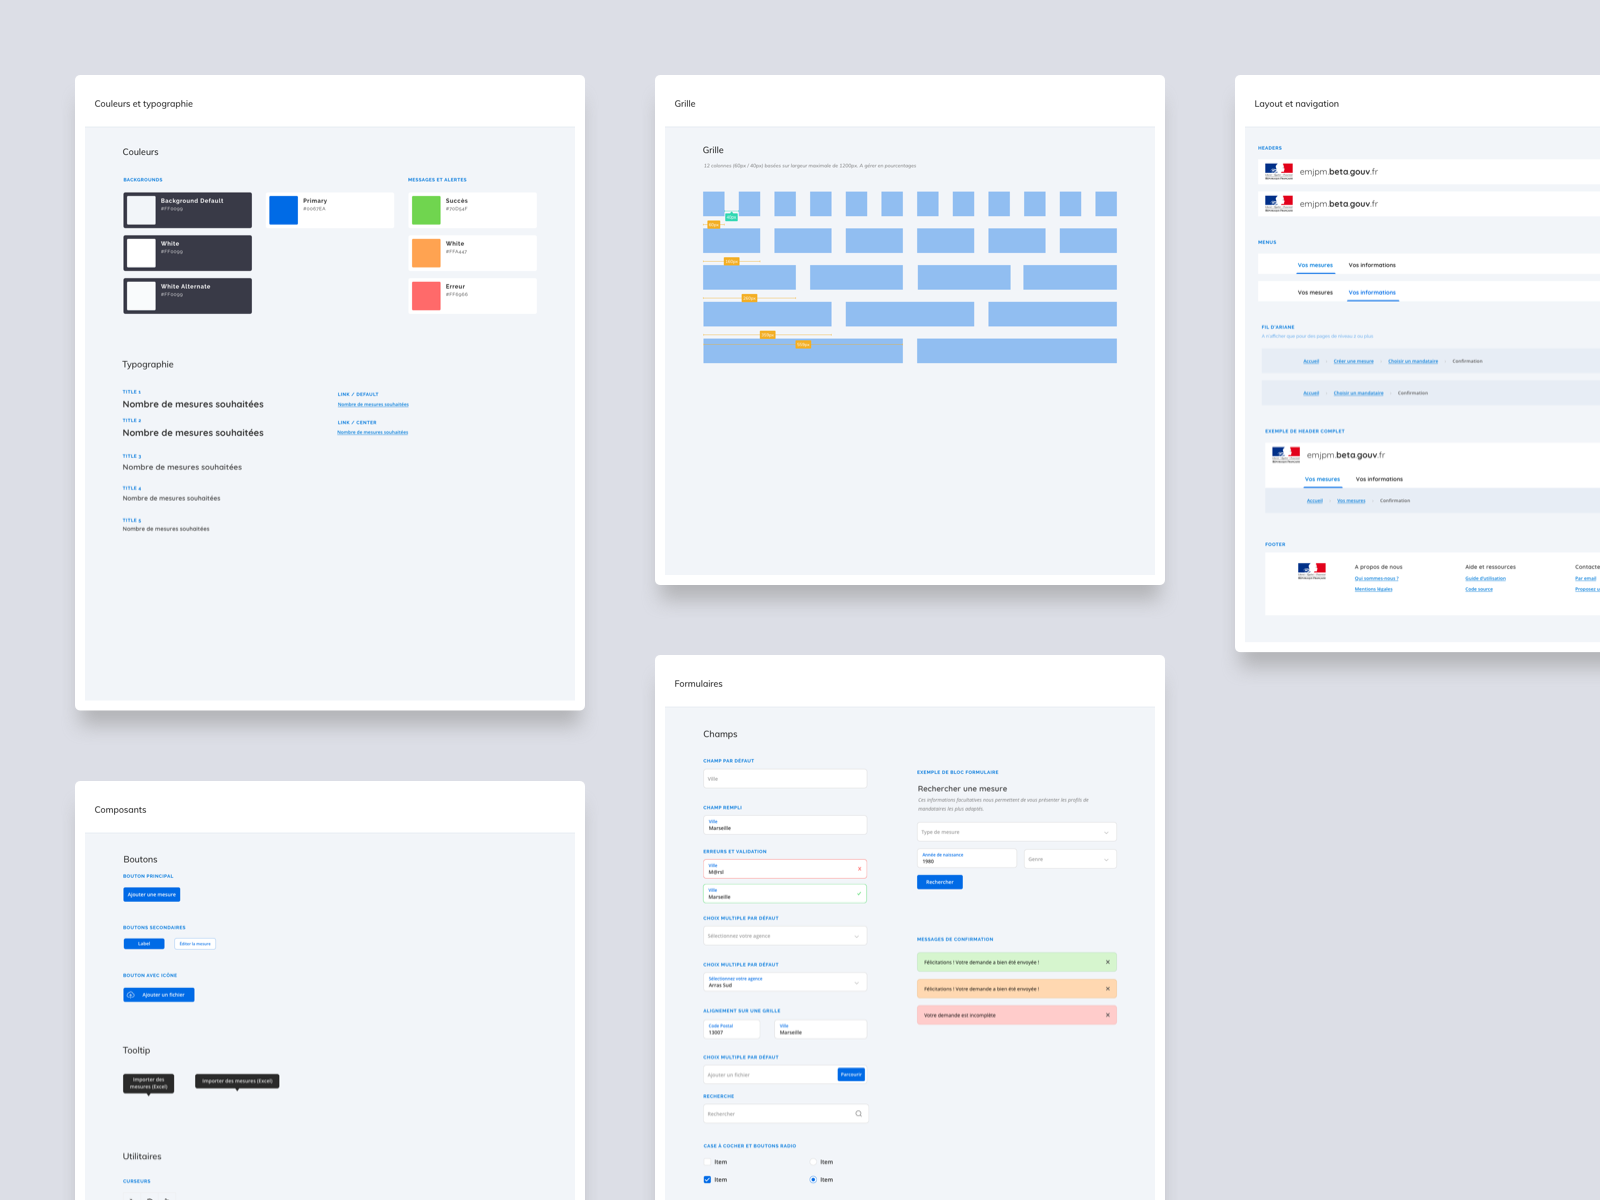 Couleurs et typographie
Couleurs
BACKGROUNDS
MESSAGES ET ALERTES
Background Default
#FF0099
Primary
#0067EA
Succès
#70D54F
White
#FF0099
White
#FFA447
White Alternate
#FF0099
Erreur
#FF6966
Typographie
TITLE 1
Nombre de mesures souhaitées
TITLE 2
Nombre de mesures souhaitées
TITLE 3
Nombre de mesures souhaitées
TITLE 4
Nombre de mesures souhaitées
TITLE 5
Nombre de mesures souhaitées
LINK / DEFAULT
Nombre de mesures souhaitées
LINK / CENTER
Nombre de mesures souhaitées
Composants
Boutons
BOUTON PRINCIPAL
Ajouter une mesure
BOUTONS SECONDAIRES
Label
Editer la mesure
BOUTON AVEC ICÔNE
Ajouter un fichier
Tooltip
Importer des
mesures (Excel)
Importer des mesures (Excel)
Utilitaires
CURSEURS
Grille
Grille
12 colonnes (60px / 40px) basées sur largeur maximale de 1200px. A gérer en pourcentages
Formulaires
Champs
CHAMP PAR DÉFAUT
Ville
CHAMP REMPLI
Ville
Marseille
ERREURS ET VALIDATION
Ville
M@rsl
Ville
Marseille
CHOIX MULTIPLE PAR DÉFAUT
Sélectionnez votre agence
CHOIX MULTIPLE PAR DÉFAUT
Sélectionnez votre agence
Arras Sud
ALIGNEMENT SUR UNE GRILLE
Code Postal
13007
Ville
Marseille
CHOIX MULTIPLE PAR DÉFAUT
Ajouter un fichier
Parcourir
RECHERCHE
Rechercher
CASE À COCHER ET BOUTONS RADIO
Item
Item
Item
Item
EXEMPLE DE BLOC FORMULAIRE
Rechercher une mesure
Ces informations facultatives nous permettent de vous présenter les profils de
mandataires les plus adaptés.
Type de mesure
Année de naissance
1980
Genre
Rechercher
MESSAGES DE CONFIRMATION
Félicitations ! Votre demande a bien été envoyée !
Félicitations ! Votre demande a bien été envoyée !
Votre demande est incomplète
Layout et navigation
HEADERS
emjpm.beta.gouv.fr
emjpm.beta.gouv.fr
MENUS
Vos mesures
Vos informations
Vos mesures
Vos informations
FIL D'ARIANE
A n'afficher que pour des pages de niveau 2 ou plus.
Accueil
Créer une mesure
Choisir un mandataire
Confirmation
Accueil
Choisir un mandataire
Confirmation
EXEMPLE DE HEADER COMPLET
emjpm.beta.gouv.fr
Vos mesures
Vos informations
Accueil
Vos mesures
Confirmation
FOOTER
A propos de nous
Qui sommes-nous ?
Mentions légales
Aide et ressources
Guide d'utilisation
Code source
Contacte
Par email
Proposez u